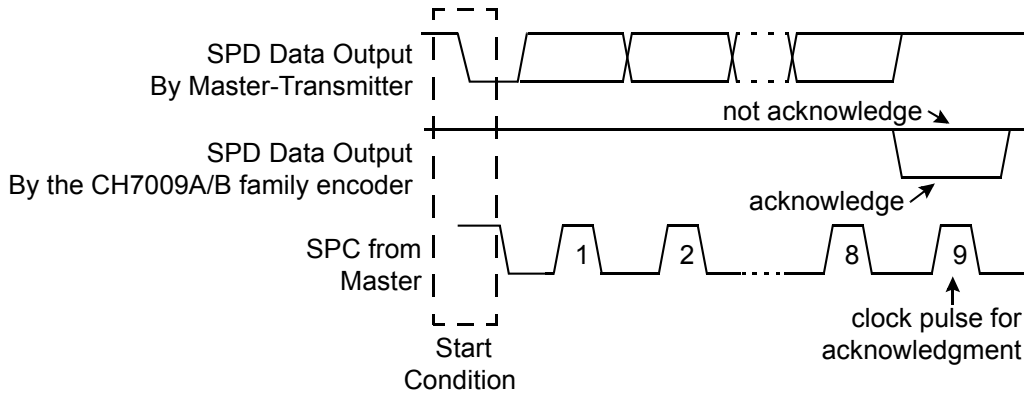 SPD Data Output
By Master-Transmitter
not acknowledge
SPD Data Output
By the CH7009A/B family encoder
acknowledge
SPC from
Master
1
2
8
9
clock pulse for
acknowledgment
Start
Condition